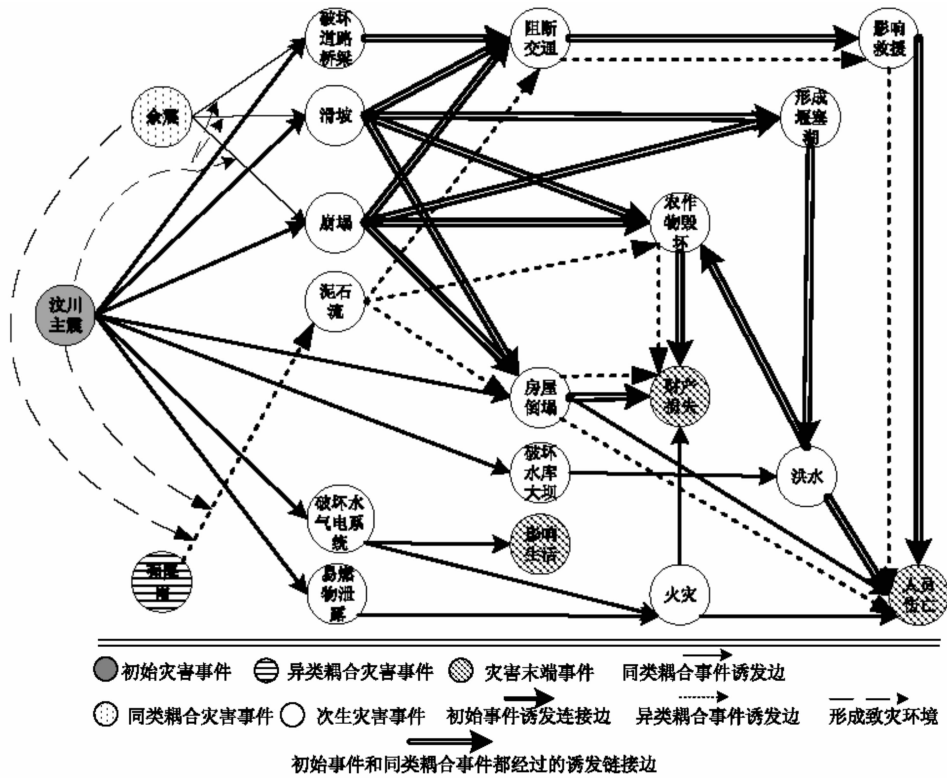 破坏
道路
桥梁
阻断
交通
影响
救援
余震
滑坡
形成
堰塞
湖
崩塌
农作
物毁
坏
汶川
主震
泥石
流
房屋
倒塌
财产
损失
破坏
水库
大坝
洪水
破坏水
气电系
统
影响
生活
强降
雨
易燃
物泄
露
火灾
人员
伤亡
初始灾害事件
异类耦合灾害事件
灾害末端事件
同类耦合事件诱发边
同类耦合灾害事件
次生灾害事件
初始事件诱发连接边
异类耦合事件诱发边
形成致灾环境
初始事件和同类耦合事件都经过的诱发链接边